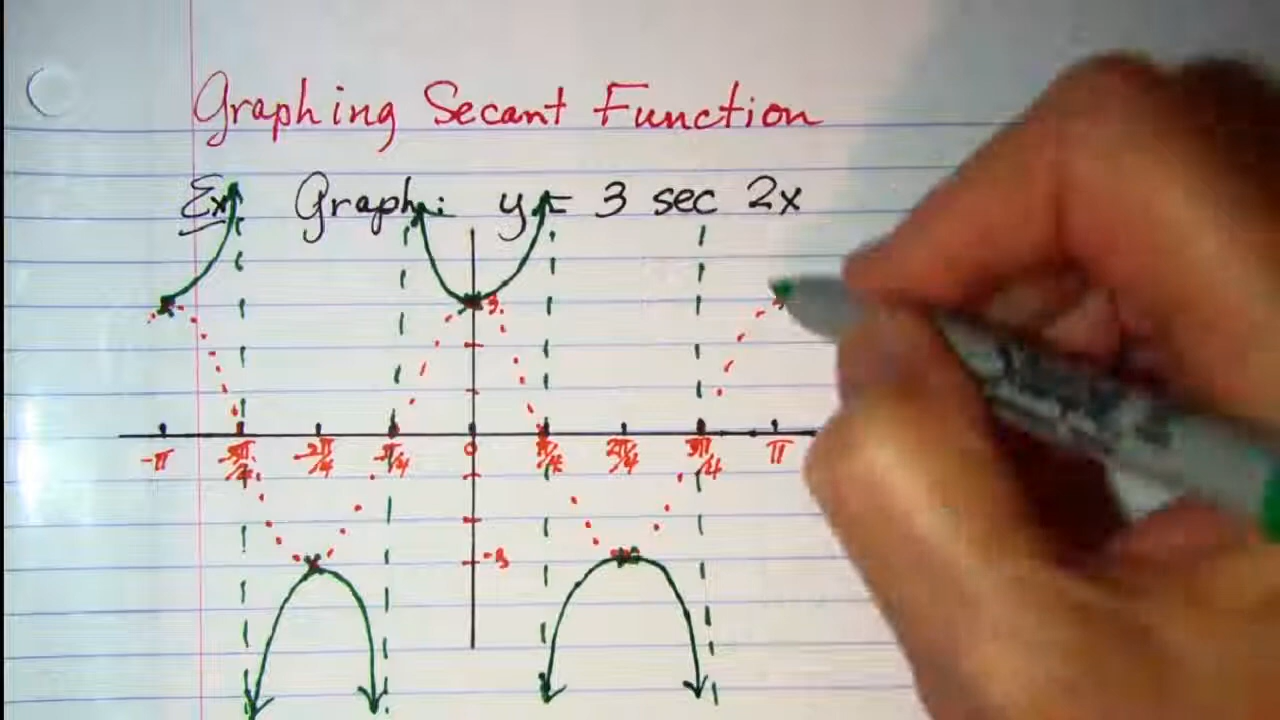 Graphing Secant Function
Ex Graph: y = 3 sec 2x
3
-π -3π/4 -2π/4 -π/4 0 π/4 2π/4 3π/4 π
-3